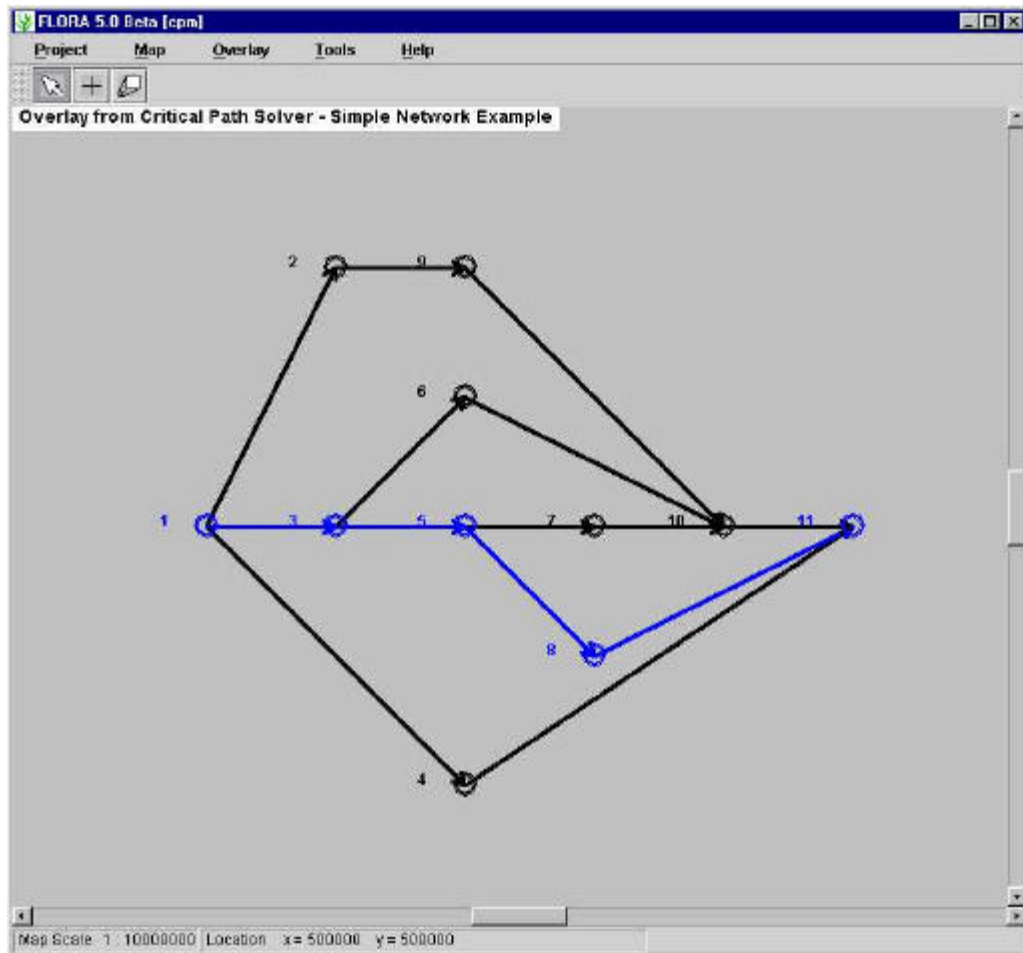 FLORA 5.0 Beta [cpm]
Project Map Overlay Tools Help
Overlay from Critical Path Solver - Simple Network Example
2 9
6
1 3 5 7 10 11
8
4
Map Scale 1 : 10000000 Location x = 500000 y = 500000